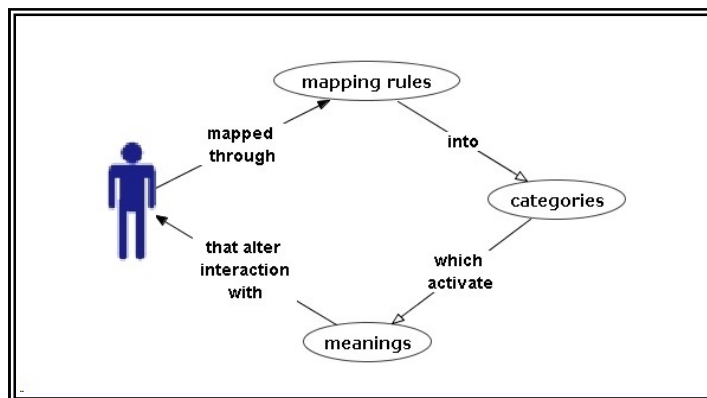 mapping rules
mapped
through
into
categories
that alter
interaction
with
which
activate
meanings